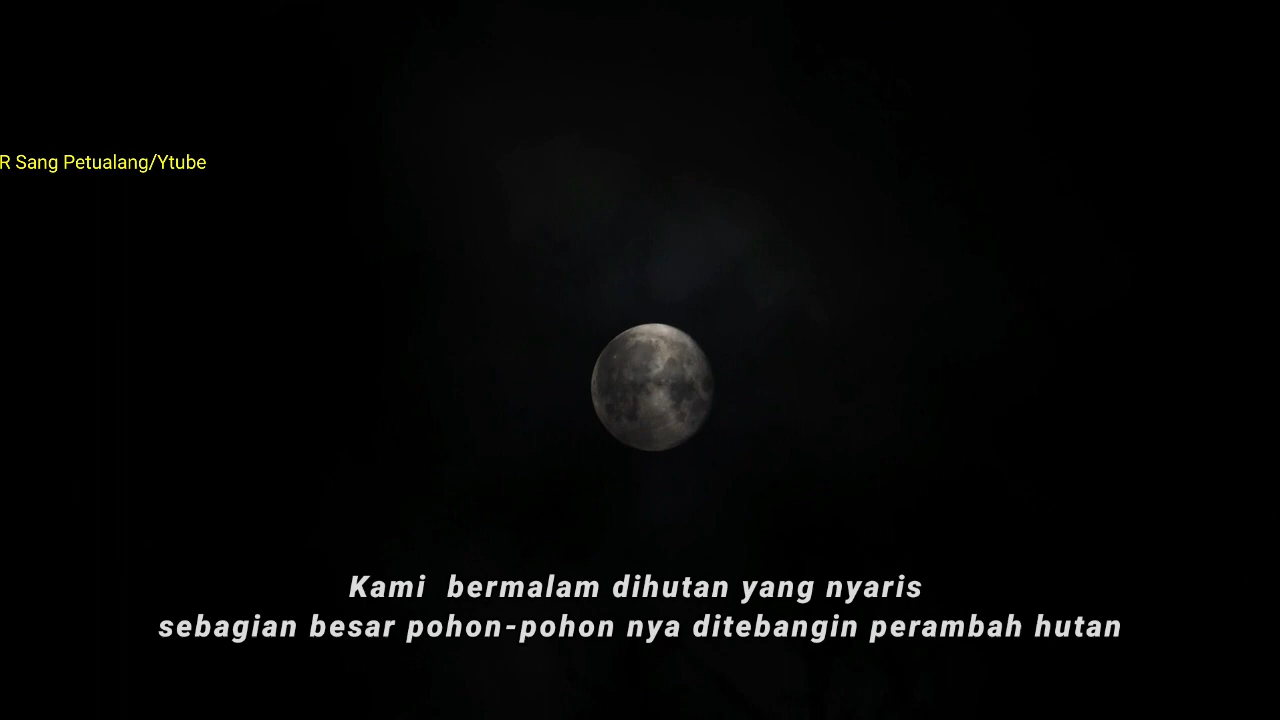 R Sang Petualang/Ytube
Kami bermalam dihutan yang nyaris
sebagian besar pohon-pohon nya ditebangin perambah hutan